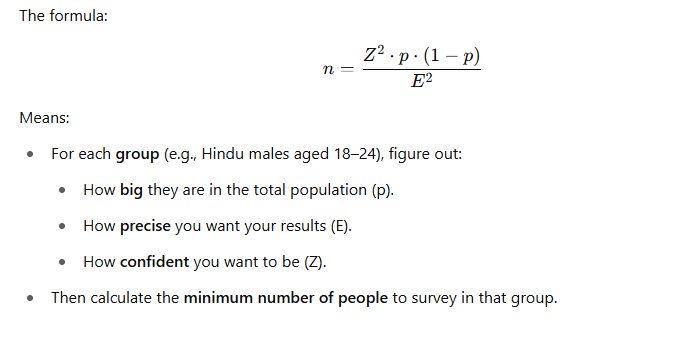 The formula:
n = Z² · p · (1 − p) / E²
Means:
• For each group (e.g., Hindu males aged 18–24), figure out:
• How big they are in the total population (p).
• How precise you want your results (E).
• How confident you want to be (Z).
• Then calculate the minimum number of people to survey in that group.